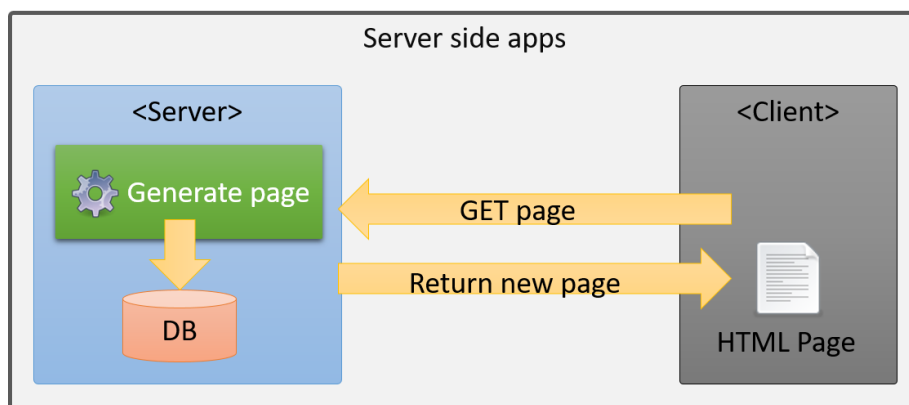 Server side apps
<Server>
Generate page
DB
GET page
Return new page
<Client>
HTML Page